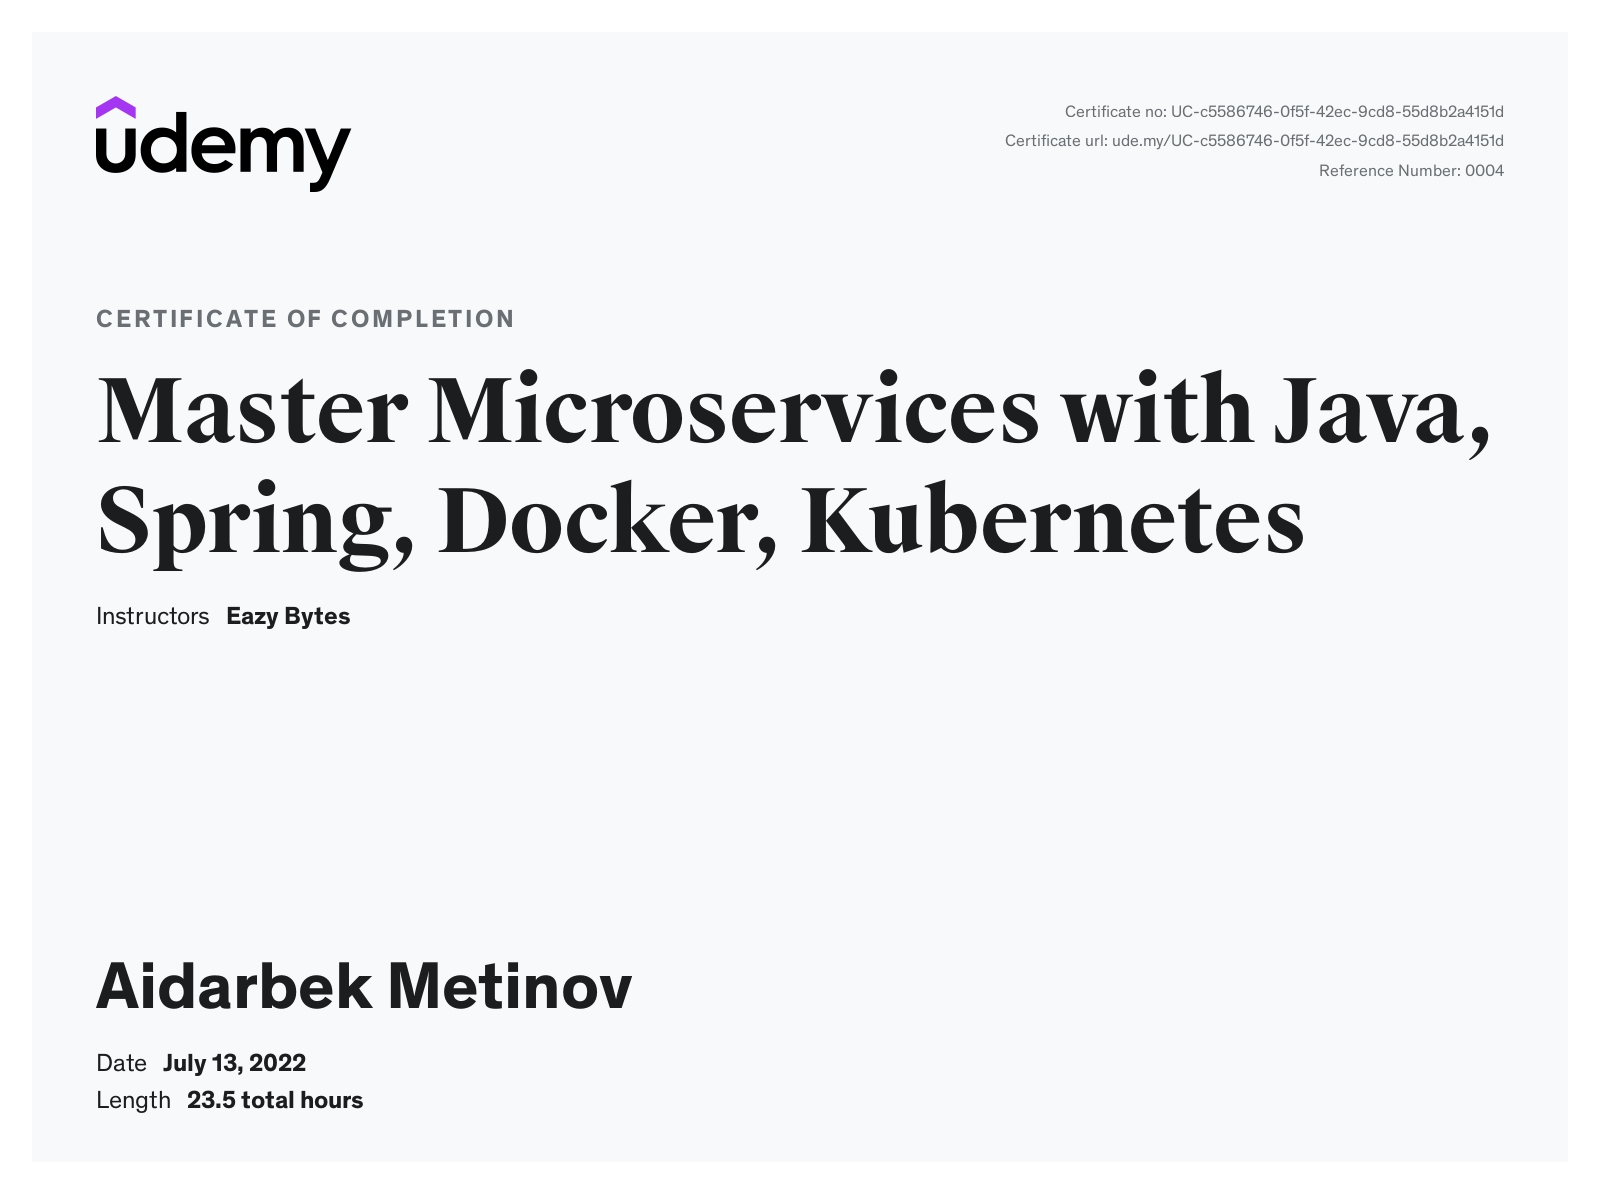 udemy
Certificate no: UC-c5586746-0f5f-42ec-9cd8-55d8b2a4151d
Certificate url: ude.my/UC-c5586746-0f5f-42ec-9cd8-55d8b2a4151d
Reference Number: 0004
CERTIFICATE OF COMPLETION
Master Microservices with Java,
Spring, Docker, Kubernetes
Instructors Eazy Bytes
Aidarbek Metinov
Date July 13, 2022
Length 23.5 total hours